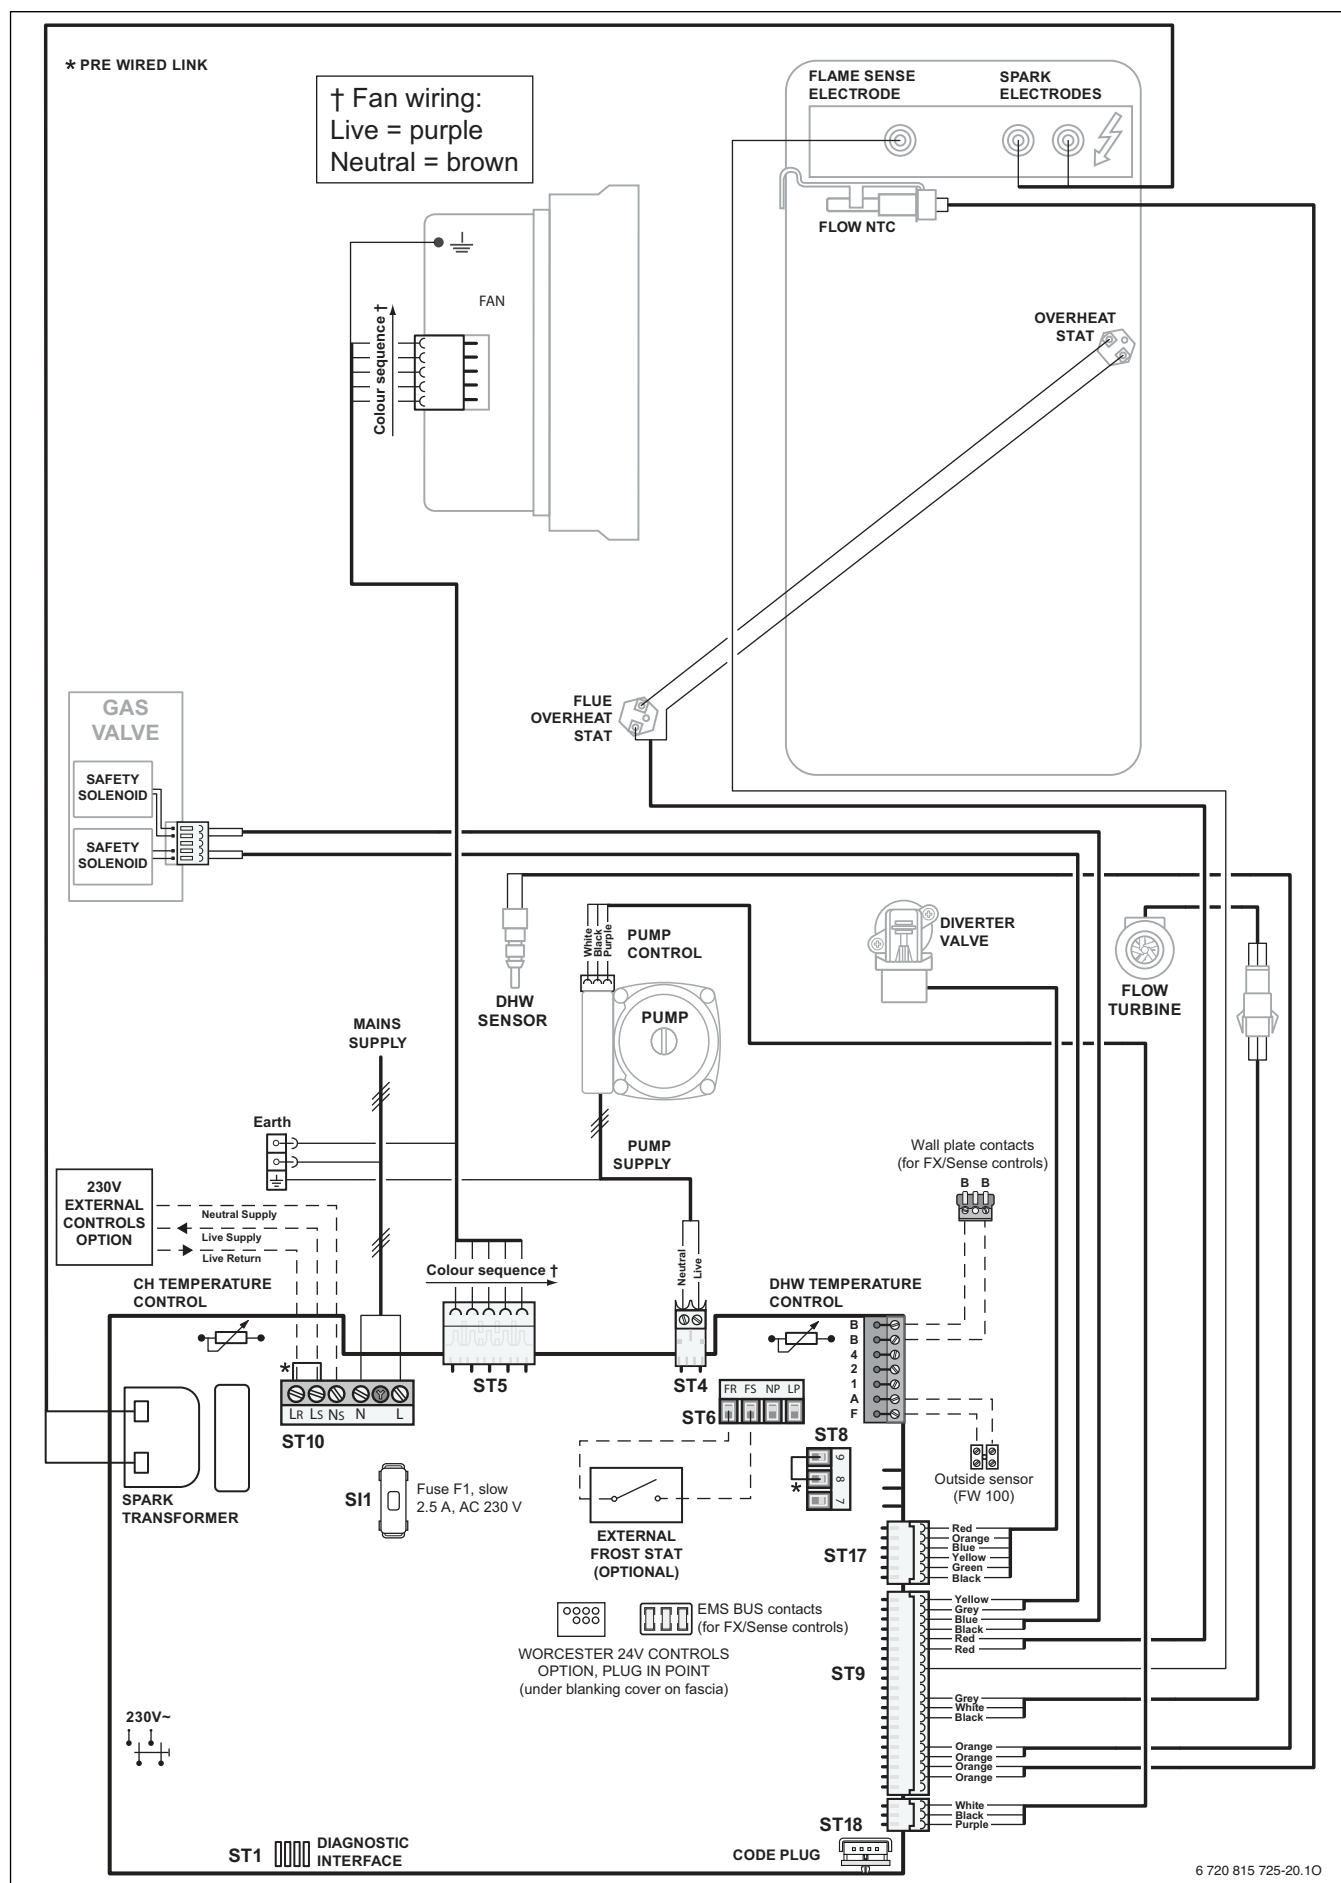 * PRE WIRED LINK
† Fan wiring:
Live = purple
Neutral = brown
FLAME SENSE
ELECTRODE
SPARK
ELECTRODES
FLOW NTC
FAN
Colour sequence †
OVERHEAT
STAT
FLUE
OVERHEAT
STAT
GAS
VALVE
SAFETY
SOLENOID
SAFETY
SOLENOID
White
Black
Purple
PUMP
CONTROL
DIVERTER
VALVE
DHW
SENSOR
PUMP
FLOW
TURBINE
MAINS
SUPPLY
Earth
PUMP
SUPPLY
Wall plate contacts
(for FX/Sense controls)
B B
230V
EXTERNAL
CONTROLS
OPTION
Neutral Supply
Live Supply
Live Return
Colour sequence †
Neutral
Live
CH TEMPERATURE
CONTROL
DHW TEMPERATURE
CONTROL
B
B
4
2
1
A
F
*
LR LS NS N L
ST10
ST5
ST4
FR FS NP LP
ST6
ST8
9
8
7
*
Outside sensor
(FW 100)
SPARK
TRANSFORMER
SI1
Fuse F1, slow
2.5 A, AC 230 V
EXTERNAL
FROST STAT
(OPTIONAL)
ST17
Red
Orange
Blue
Yellow
Green
Black
EMS BUS contacts
(for FX/Sense controls)
WORCESTER 24V CONTROLS
OPTION, PLUG IN POINT
(under blanking cover on fascia)
ST9
Yellow
Grey
Blue
Black
Red
Red
Grey
White
Black
Orange
Orange
Orange
Orange
230V~
ST18
White
Black
Purple
ST1
DIAGNOSTIC
INTERFACE
CODE PLUG
6 720 815 725-20.1O